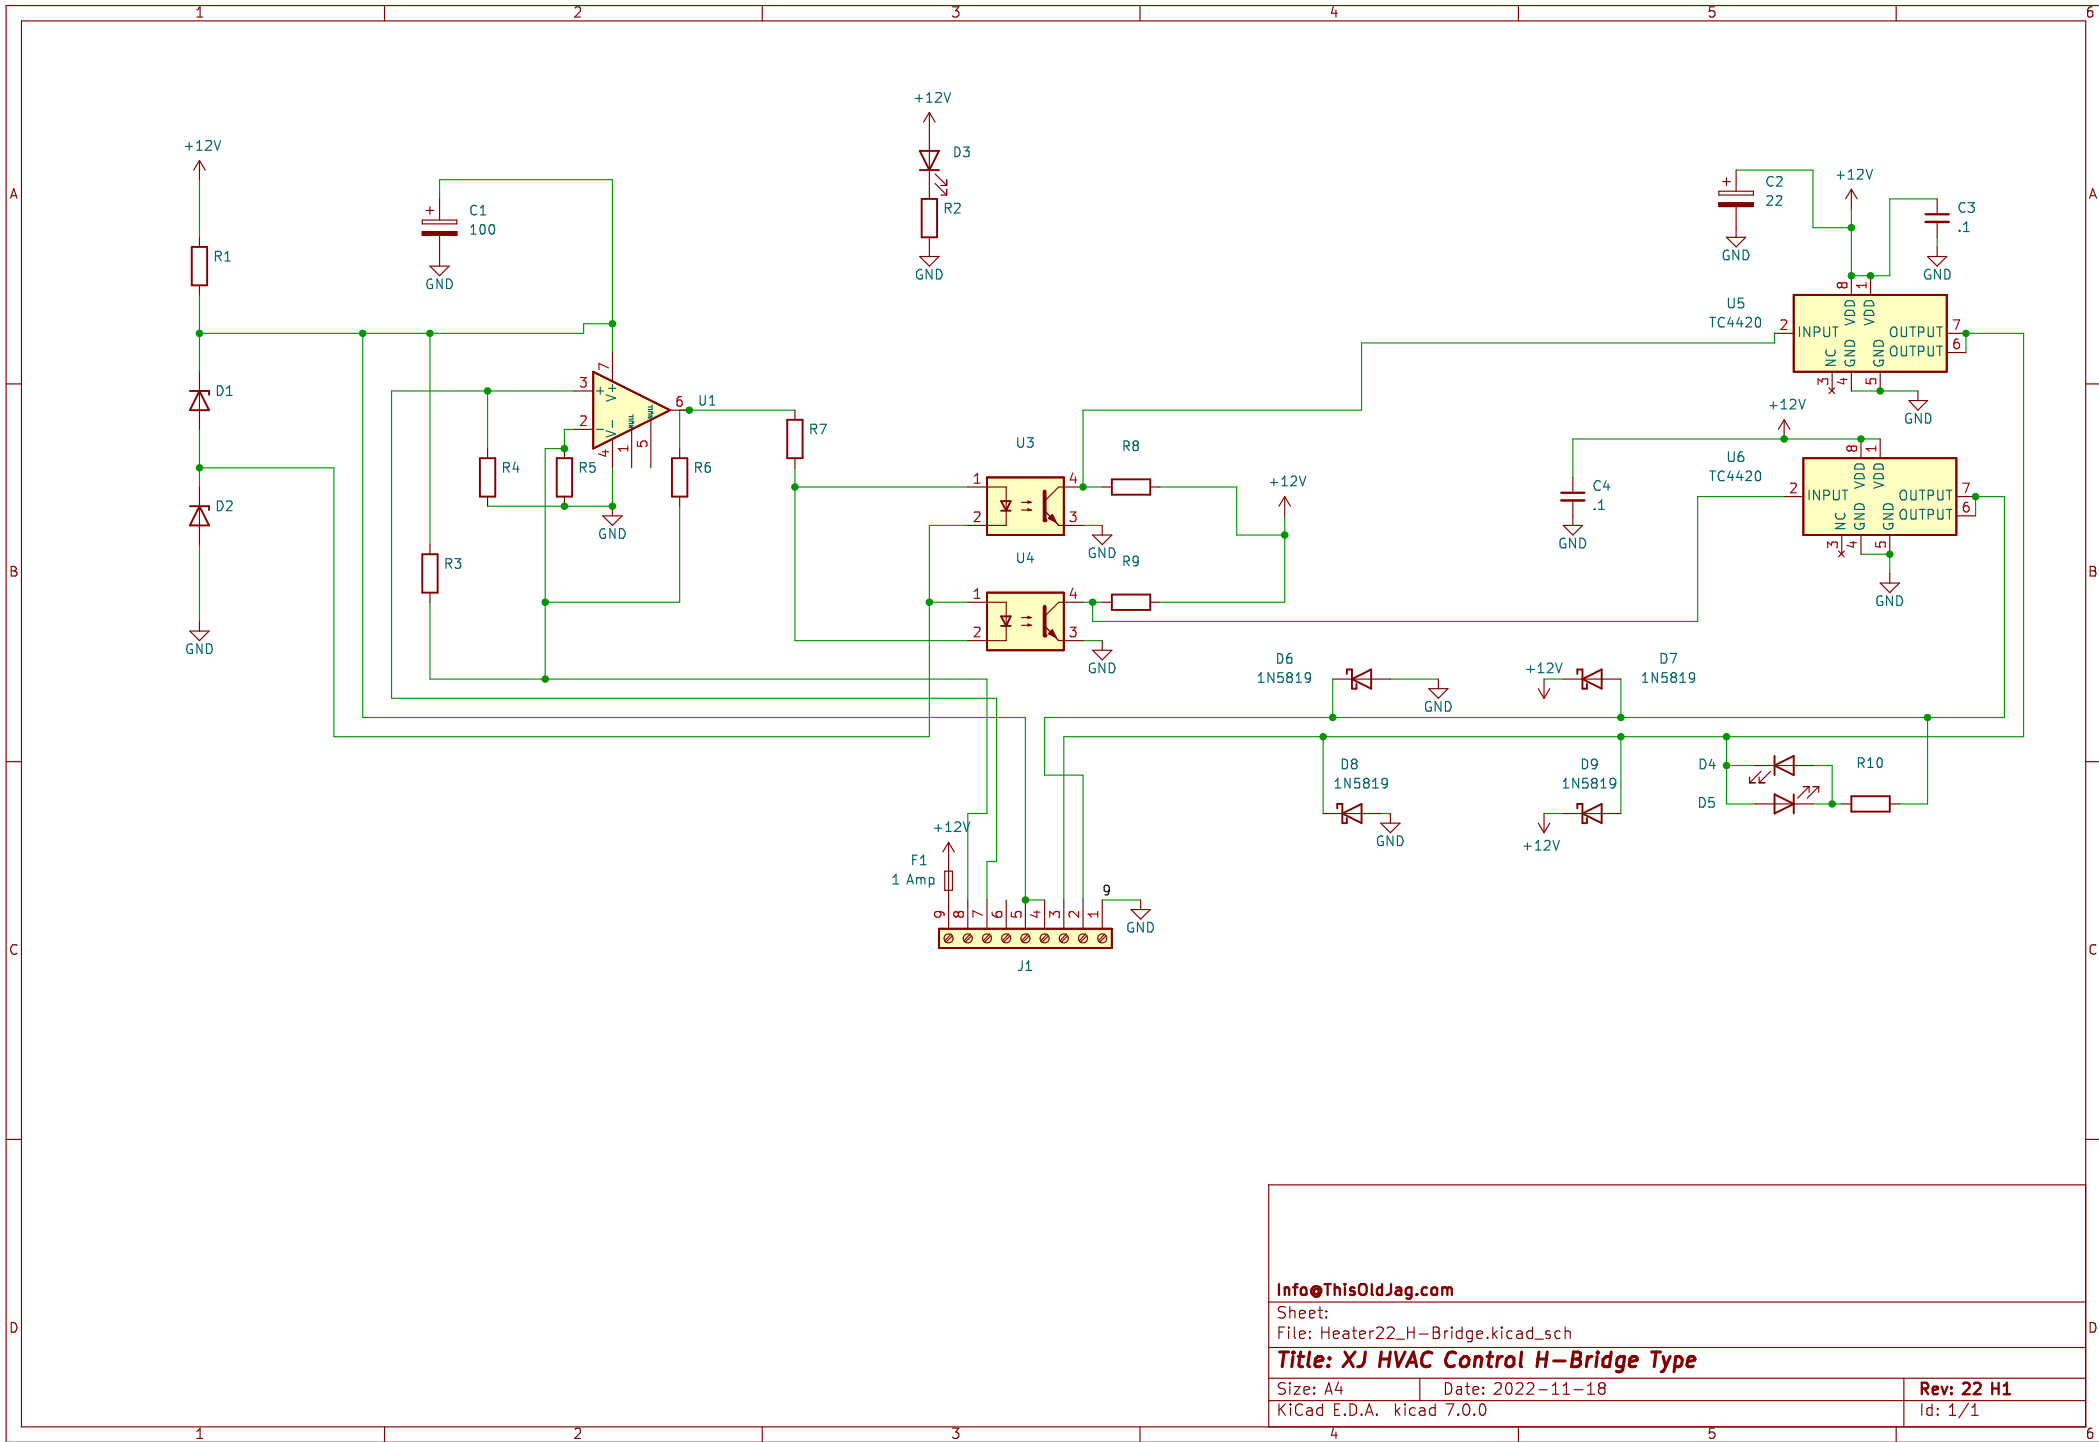 1 2 3 4 5 6
+12V
+12V
D3
R2
GND
A
C1
100
GND
R1
C2
22
GND
+12V
C3
.1
GND
A
U5
TC4420
8 1
VDD VDD
2 INPUT
OUTPUT 7
OUTPUT 6
NC GND GND
3 4 5
GND
D1
7
3 + V+
2 - V-
6 U1
4 1 5
R7
+12V
U6
TC4420
8 1
VDD VDD
2 INPUT
OUTPUT 7
OUTPUT 6
NC GND GND
3 4 5
GND
R4
R5
R6
GND
D2
U3
R8
1 4
2 3
GND
+12V
C4
.1
GND
B
R3
U4
R9
1 4
2 3
GND
B
GND
D6
1N5819
GND
+12V
D7
1N5819
D8
1N5819
GND
D9
1N5819
+12V
D4
D5
R10
+12V
F1
1 Amp
9
9 8 7 6 5 4 3 2 1
GND
J1
C
C
Info@ThisOldJag.com
Sheet:
File: Heater22_H-Bridge.kicad_sch
Title: XJ HVAC Control H-Bridge Type
Size: A4
Date: 2022-11-18
Rev: 22 H1
KiCad E.D.A. kicad 7.0.0
Id: 1/1
D
D
1 2 3 4 5 6